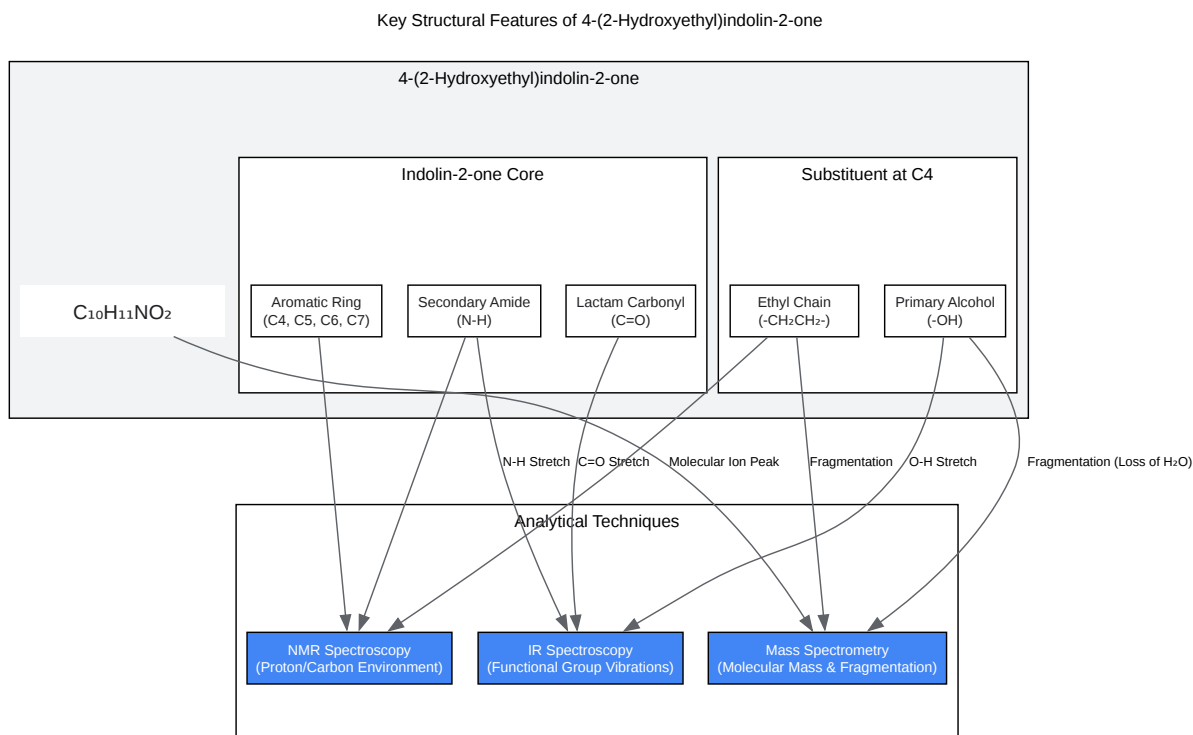 Key Structural Features of 4-(2-Hydroxyethyl)indolin-2-one
4-(2-Hydroxyethyl)indolin-2-one
Indolin-2-one Core
Substituent at C4
C₁₀H₁₁NO₂
Aromatic Ring
(C4, C5, C6, C7)
Secondary Amide
(N-H)
Lactam Carbonyl
(C=O)
Ethyl Chain
(-CH₂CH₂-)
Primary Alcohol
(-OH)
N-H Stretch
C=O Stretch
Molecular Ion Peak
Fragmentation
O-H Stretch
Fragmentation (Loss of H₂O)
Analytical Techniques
NMR Spectroscopy
(Proton/Carbon Environment)
IR Spectroscopy
(Functional Group Vibrations)
Mass Spectrometry
(Molecular Mass & Fragmentation)